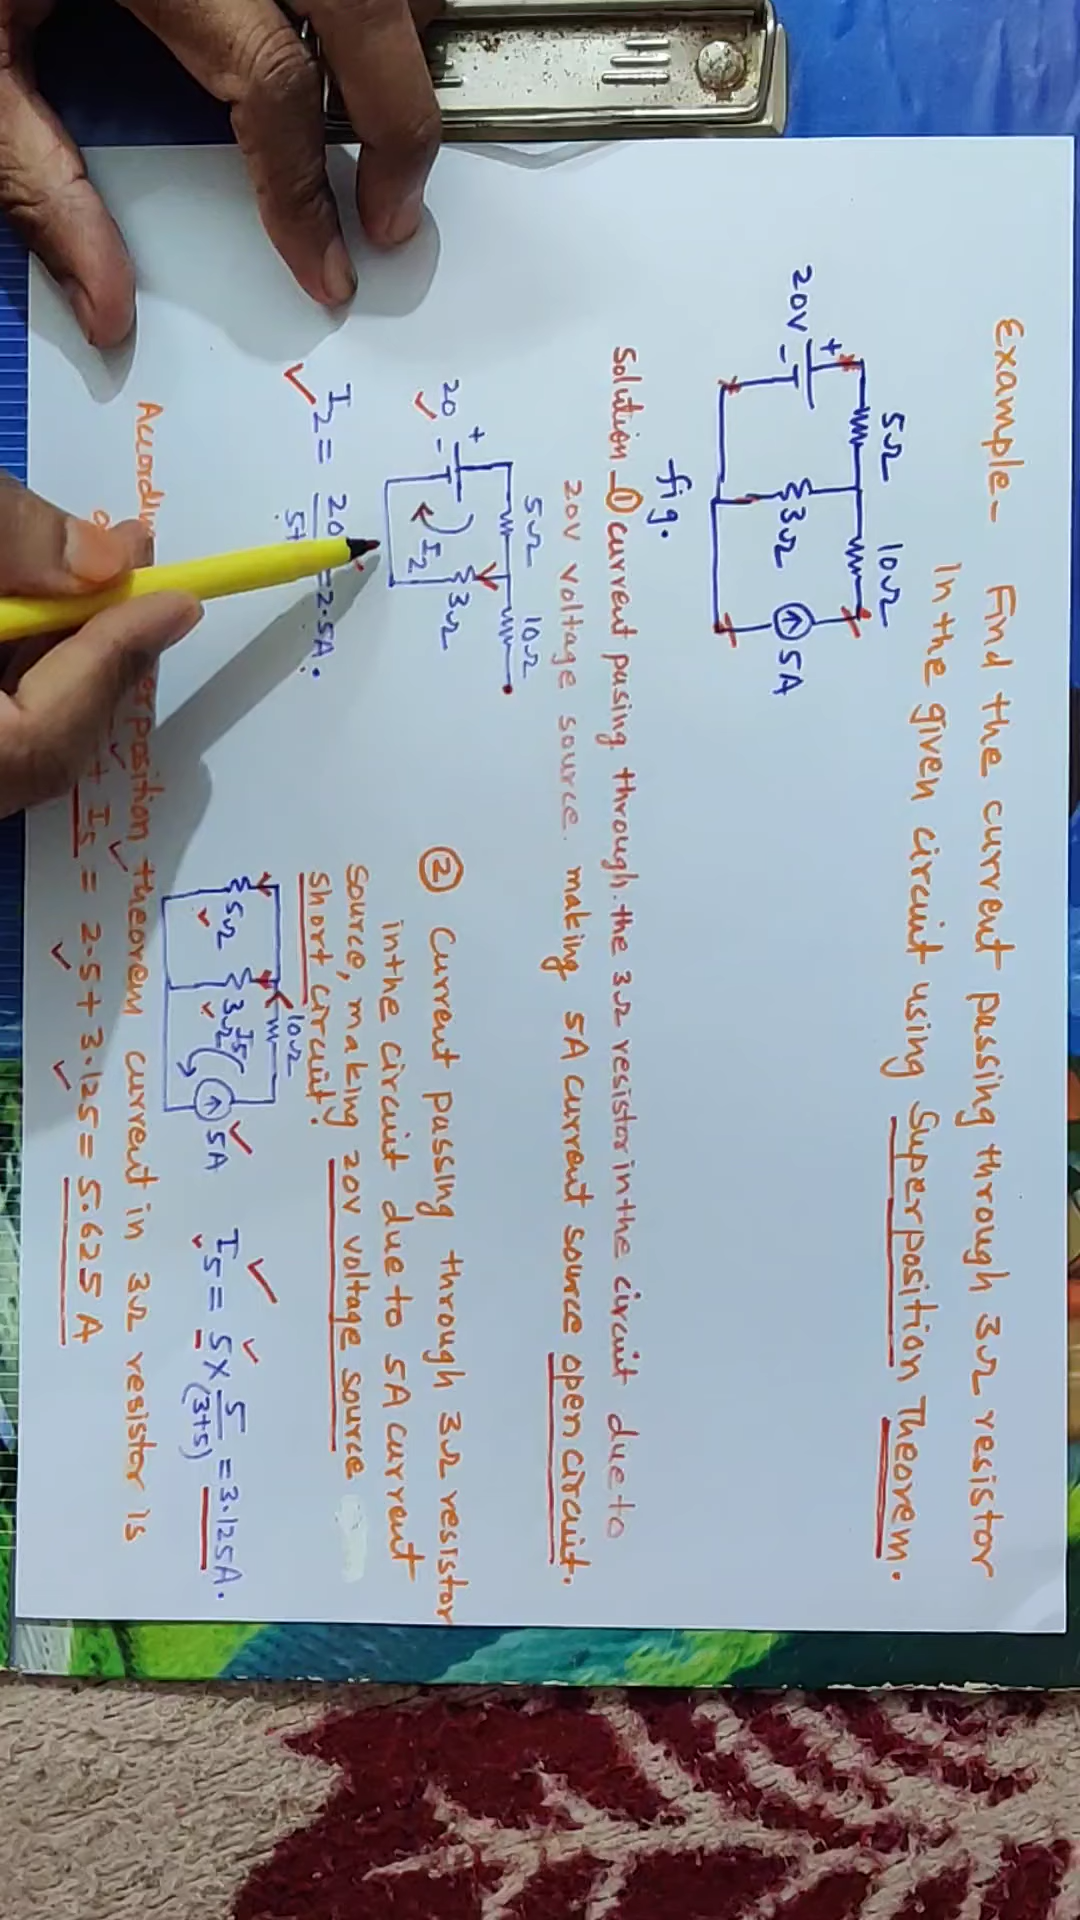 Example- Find the current passing through 3Ω resistor
In the given circuit using Superposition Theorem.
5Ω 10Ω
20V + - 3Ω 5A
fig.
Solution - ① current pasing through the 3Ω resistor in the circuit due to
20V voltage source. making 5A current source open circuit.
5Ω 10Ω
20 + - I2 3Ω
I2 = 20 = 2.5A.
② Current passing through 3Ω resistor
in the circuit due to 5A current
source, making 20V voltage source
short circuit.
10Ω
5Ω 3Ω I5 5A
I5 = 5 × 5/(3+5) = 3.125A.
theorem current in 3Ω resistor is
+ I5 = 2.5 + 3.125 = 5.625 A